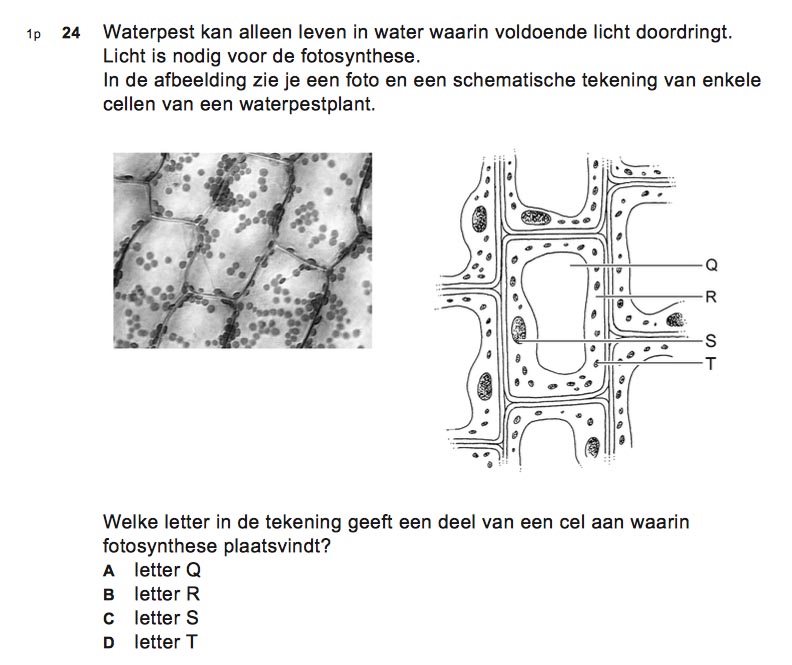 1p 24 Waterpest kan alleen leven in water waarin voldoende licht doordringt.
Licht is nodig voor de fotosynthese.
In de afbeelding zie je een foto en een schematische tekening van enkele
cellen van een waterpestplant.
Q
R
S
T
Welke letter in de tekening geeft een deel van een cel aan waarin
fotosynthese plaatsvindt?
A letter Q
B letter R
C letter S
D letter T